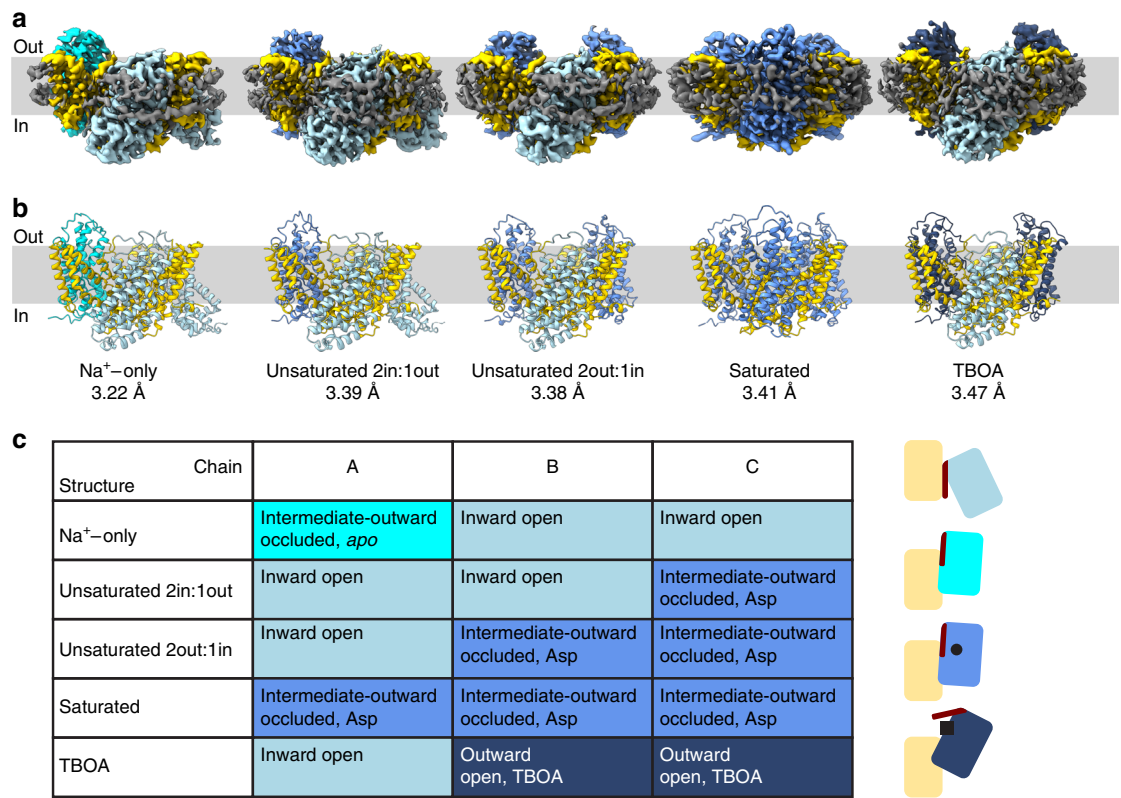 a
Out
In
b
Out
In
Na⁺–only
3.22 Å
Unsaturated 2in:1out
3.39 Å
Unsaturated 2out:1in
3.38 Å
Saturated
3.41 Å
TBOA
3.47 Å
c
Chain
Structure
A
B
C
Na⁺–only
Intermediate-outward
occluded, apo
Inward open
Inward open
Unsaturated 2in:1out
Inward open
Inward open
Intermediate-outward
occluded, Asp
Unsaturated 2out:1in
Inward open
Intermediate-outward
occluded, Asp
Intermediate-outward
occluded, Asp
Saturated
Intermediate-outward
occluded, Asp
Intermediate-outward
occluded, Asp
Intermediate-outward
occluded, Asp
TBOA
Inward open
Outward
open, TBOA
Outward
open, TBOA